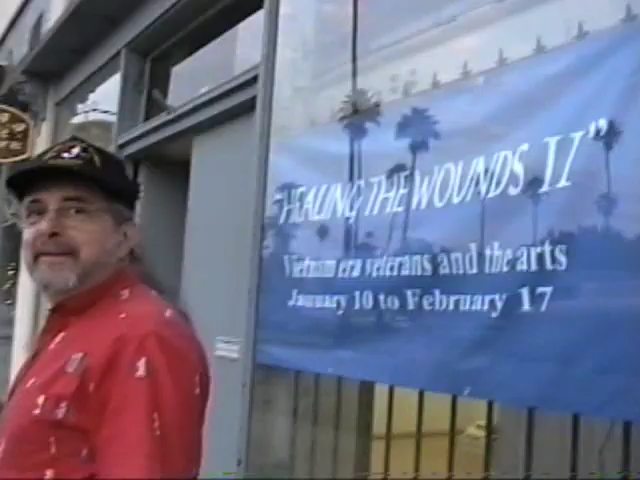 "HEALING THE WOUNDS II"
Vietnam era veterans and the arts
January 10 to February 17